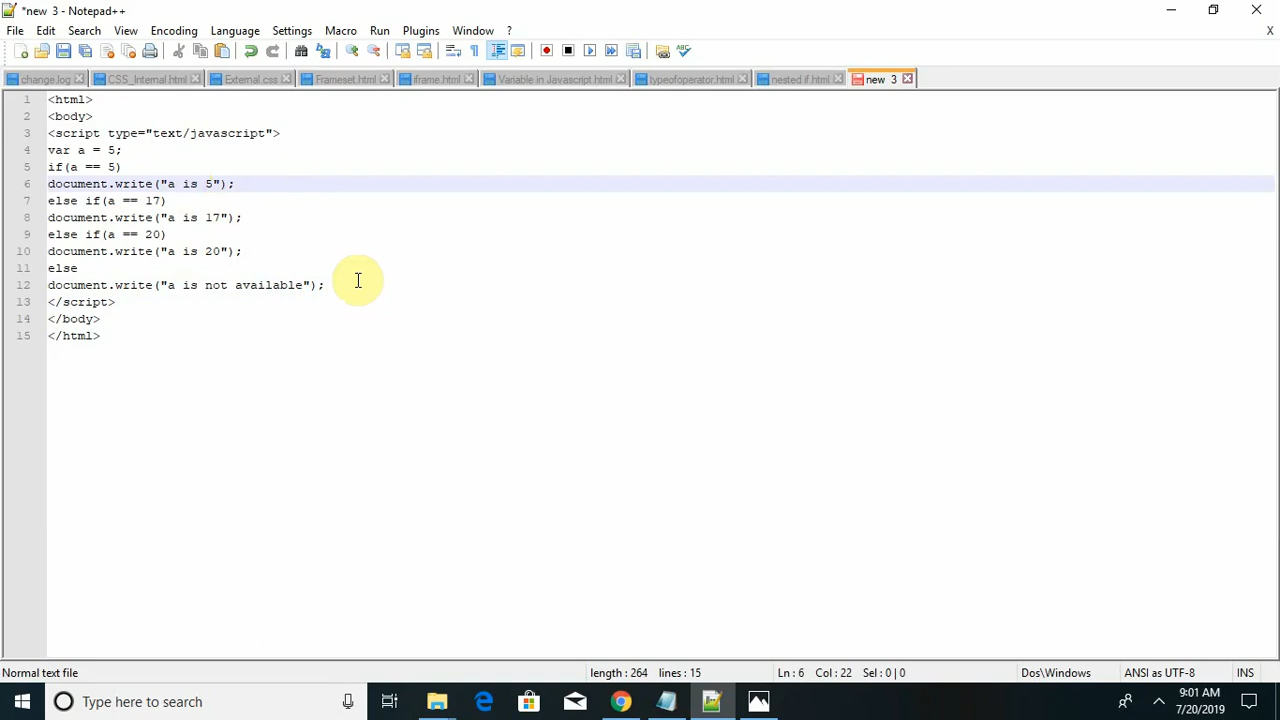 *new 3 - Notepad++
File Edit Search View Encoding Language Settings Macro Run Plugins Window ? X
change.log CSS_Internal.html External.css Frameset.html iframe.html Variable in Javascript.html typeofoperator.html nested if.html new 3
1 <html>
2 <body>
3 <script type="text/javascript">
4 var a = 5;
5 if(a == 5)
6 document.write("a is 5");
7 else if(a == 17)
8 document.write("a is 17");
9 else if(a == 20)
10 document.write("a is 20");
11 else
12 document.write("a is not available");
13 </script>
14 </body>
15 </html>
Normal text file length : 264 lines : 15 Ln : 6 Col : 22 Sel : 0 | 0 Dos\Windows ANSI as UTF-8 INS
Type here to search 9:01 AM
7/20/2019